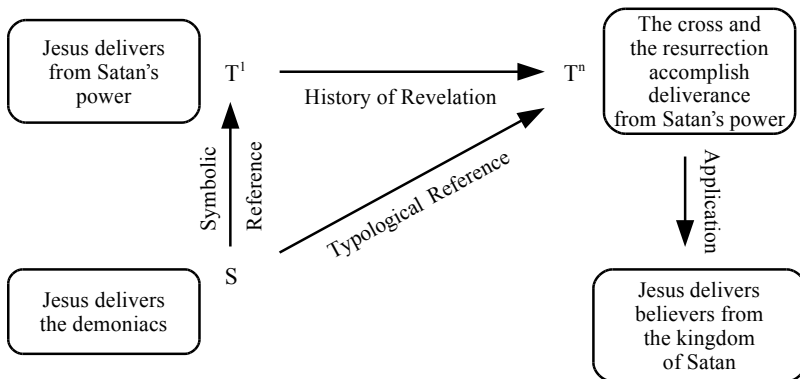 Jesus delivers
from Satan's
power
T1
History of Revelation
Tn
The cross and
the resurrection
accomplish
deliverance
from Satan's power
Symbolic
Reference
Typological Reference
Application
S
Jesus delivers
the demoniacs
Jesus delivers
believers from
the kingdom
of Satan